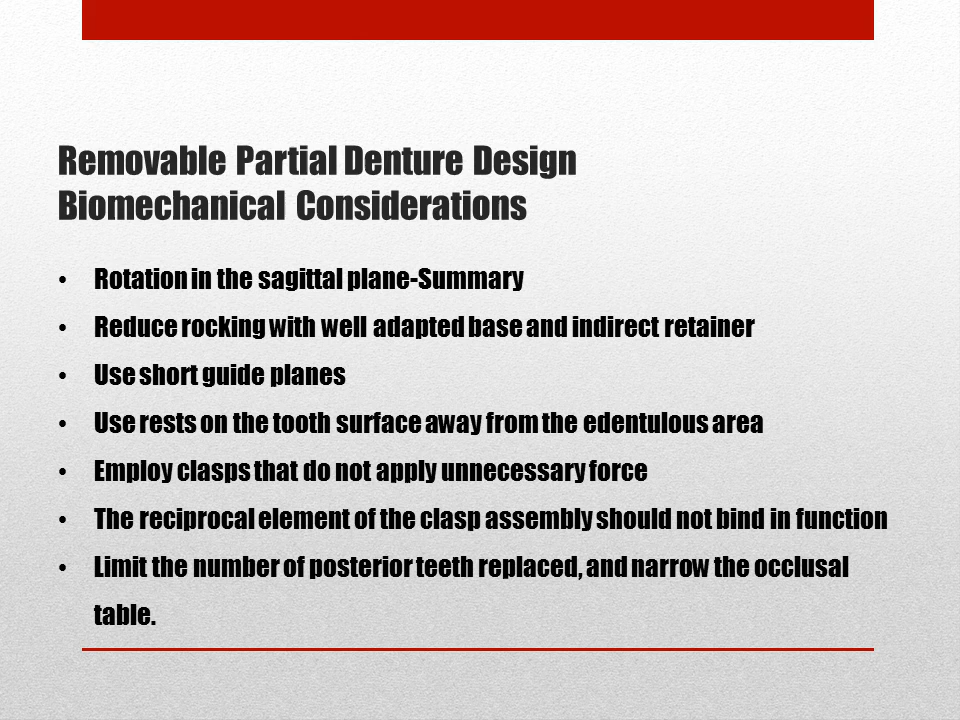 Removable Partial Denture Design
Biomechanical Considerations
• Rotation in the sagittal plane-Summary
• Reduce rocking with well adapted base and indirect retainer
• Use short guide planes
• Use rests on the tooth surface away from the edentulous area
• Employ clasps that do not apply unnecessary force
• The reciprocal element of the clasp assembly should not bind in function
• Limit the number of posterior teeth replaced, and narrow the occlusal
table.